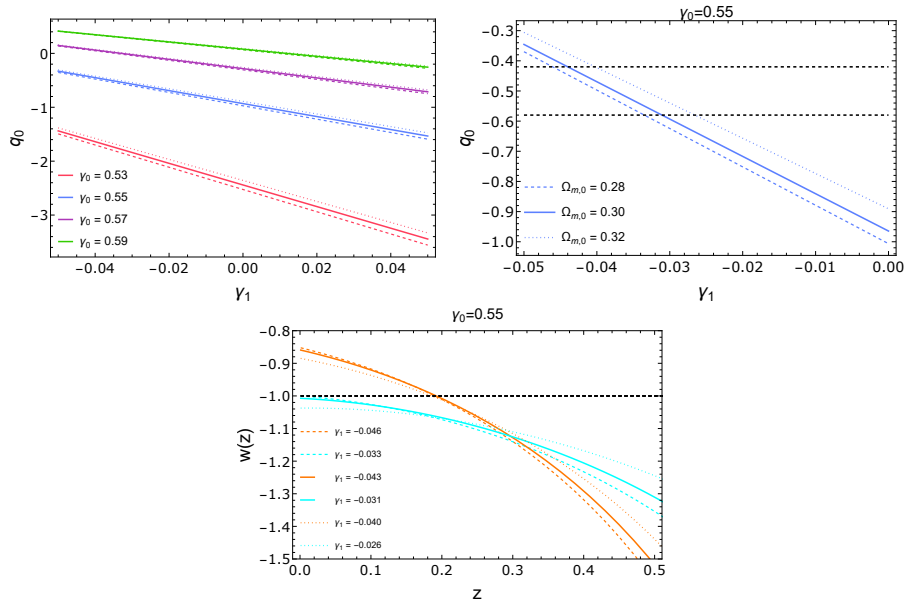 0
−1
−2
−3
−0.04
−0.02
0.00
0.02
0.04
q0
γ1
γ0 = 0.53
γ0 = 0.55
γ0 = 0.57
γ0 = 0.59
γ0=0.55
−0.3
−0.4
−0.5
−0.6
−0.7
−0.8
−0.9
−1.0
−0.05
−0.04
−0.03
−0.02
−0.01
0.00
q0
γ1
Ωm,0 = 0.28
Ωm,0 = 0.30
Ωm,0 = 0.32
γ0=0.55
−0.8
−0.9
−1.0
−1.1
−1.2
−1.3
−1.4
−1.5
0.0
0.1
0.2
0.3
0.4
0.5
w(z)
z
γ1 = −0.046
γ1 = −0.033
γ1 = −0.043
γ1 = −0.031
γ1 = −0.040
γ1 = −0.026